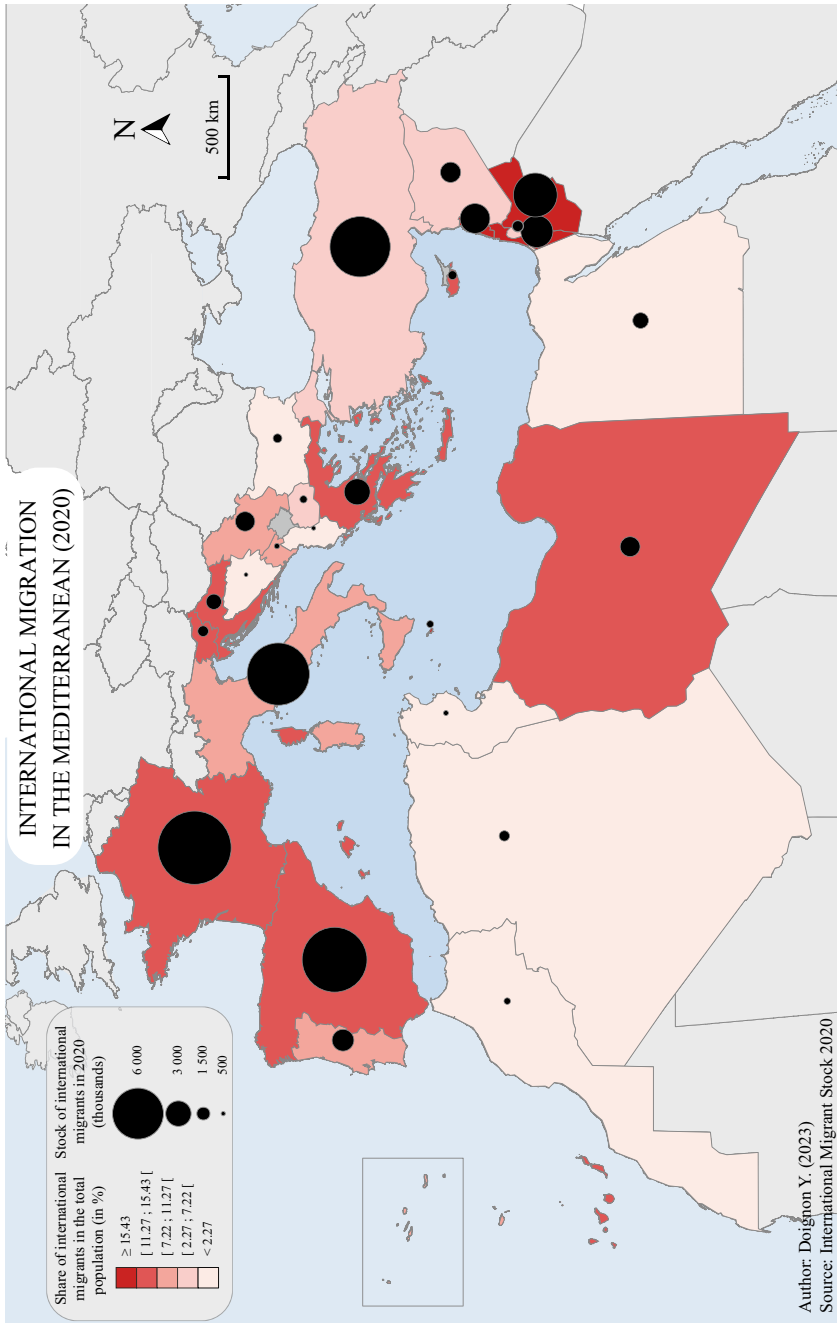 INTERNATIONAL MIGRATION
IN THE MEDITERRANEAN (2020)
N
500 km
Share of international
migrants in the total
population (in %)
≥ 15.43
[ 11.27 ; 15.43 [
[ 7.22 ; 11.27 [
[ 2.27 ; 7.22 [
< 2.27
Stock of international
migrants in 2020
(thousands)
6 000
3 000
1 500
500
Author: Doignon Y. (2023)
Source: International Migrant Stock 2020